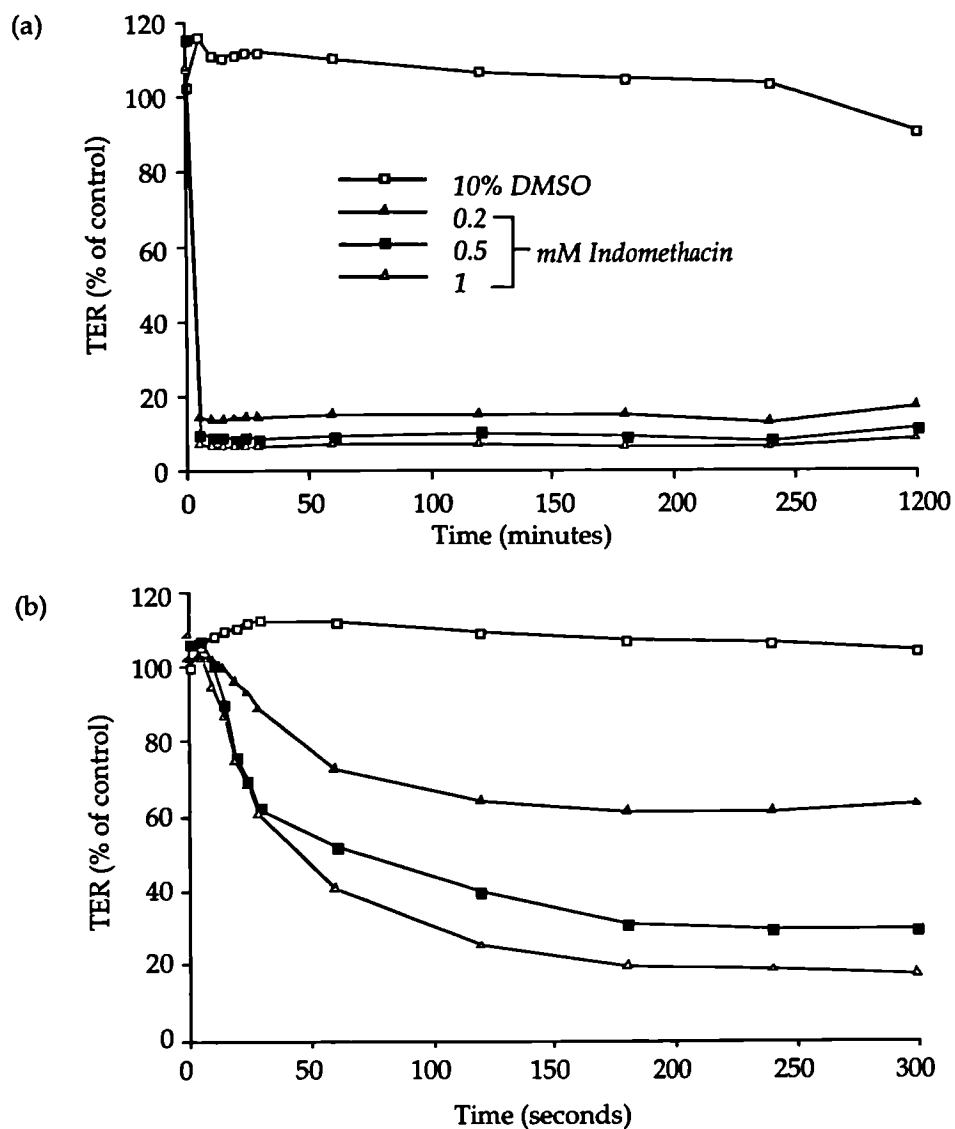 (a)
120
100
80
60
40
20
0
TER (% of control)
10% DMSO
0.2
0.5
1
mM Indomethacin
0 50 100 150 200 250 1200
Time (minutes)
(b)
120
100
80
60
40
20
0
TER (% of control)
0 50 100 150 200 250 300
Time (seconds)